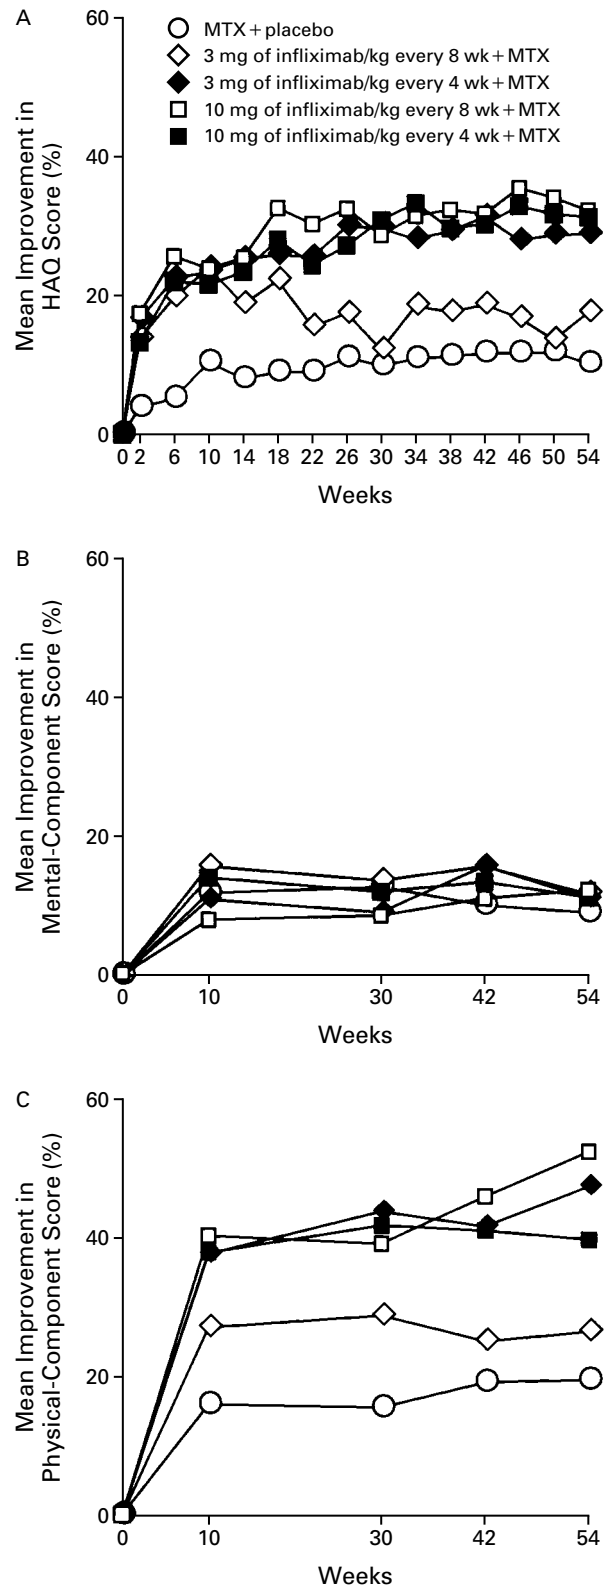 A
60
MTX + placebo
3 mg of infliximab/kg every 8 wk + MTX
3 mg of infliximab/kg every 4 wk + MTX
10 mg of infliximab/kg every 8 wk + MTX
10 mg of infliximab/kg every 4 wk + MTX
40
20
0
Mean Improvement in
HAQ Score (%)
0 2 6 10 14 18 22 26 30 34 38 42 46 50 54
Weeks
B
60
40
20
0
Mean Improvement in
Mental-Component Score (%)
0 10 30 42 54
Weeks
C
60
40
20
0
Mean Improvement in
Physical-Component Score (%)
0 10 30 42 54
Weeks